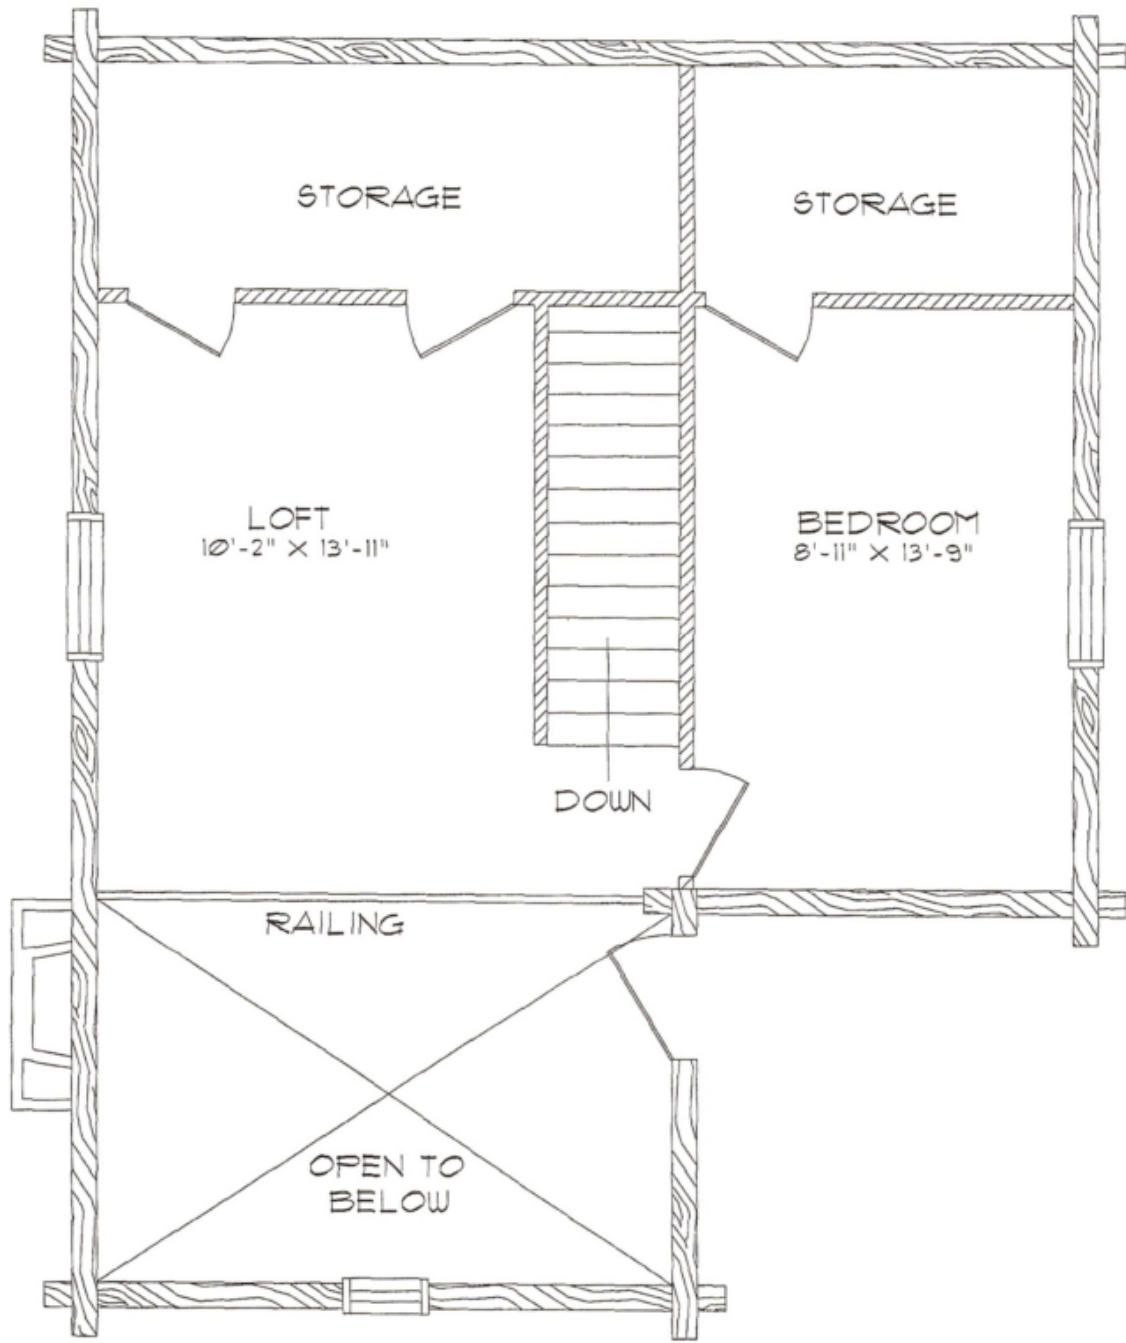 STORAGE
STORAGE
LOFT
10'-2" X 13'-11"
BEDROOM
8'-11" X 13'-9"
DOWN
RAILING
OPEN TO
BELOW